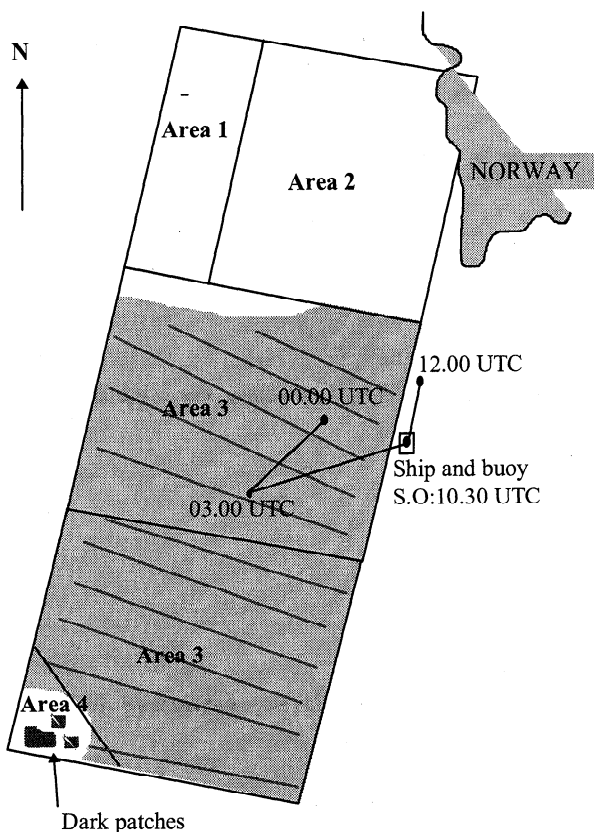 N
Area 1
Area 2
NORWAY
12.00 UTC
00.00 UTC
Area 3
Ship and buoy
S.O:10.30 UTC
03.00 UTC
Area 3
Area 4
Dark patches